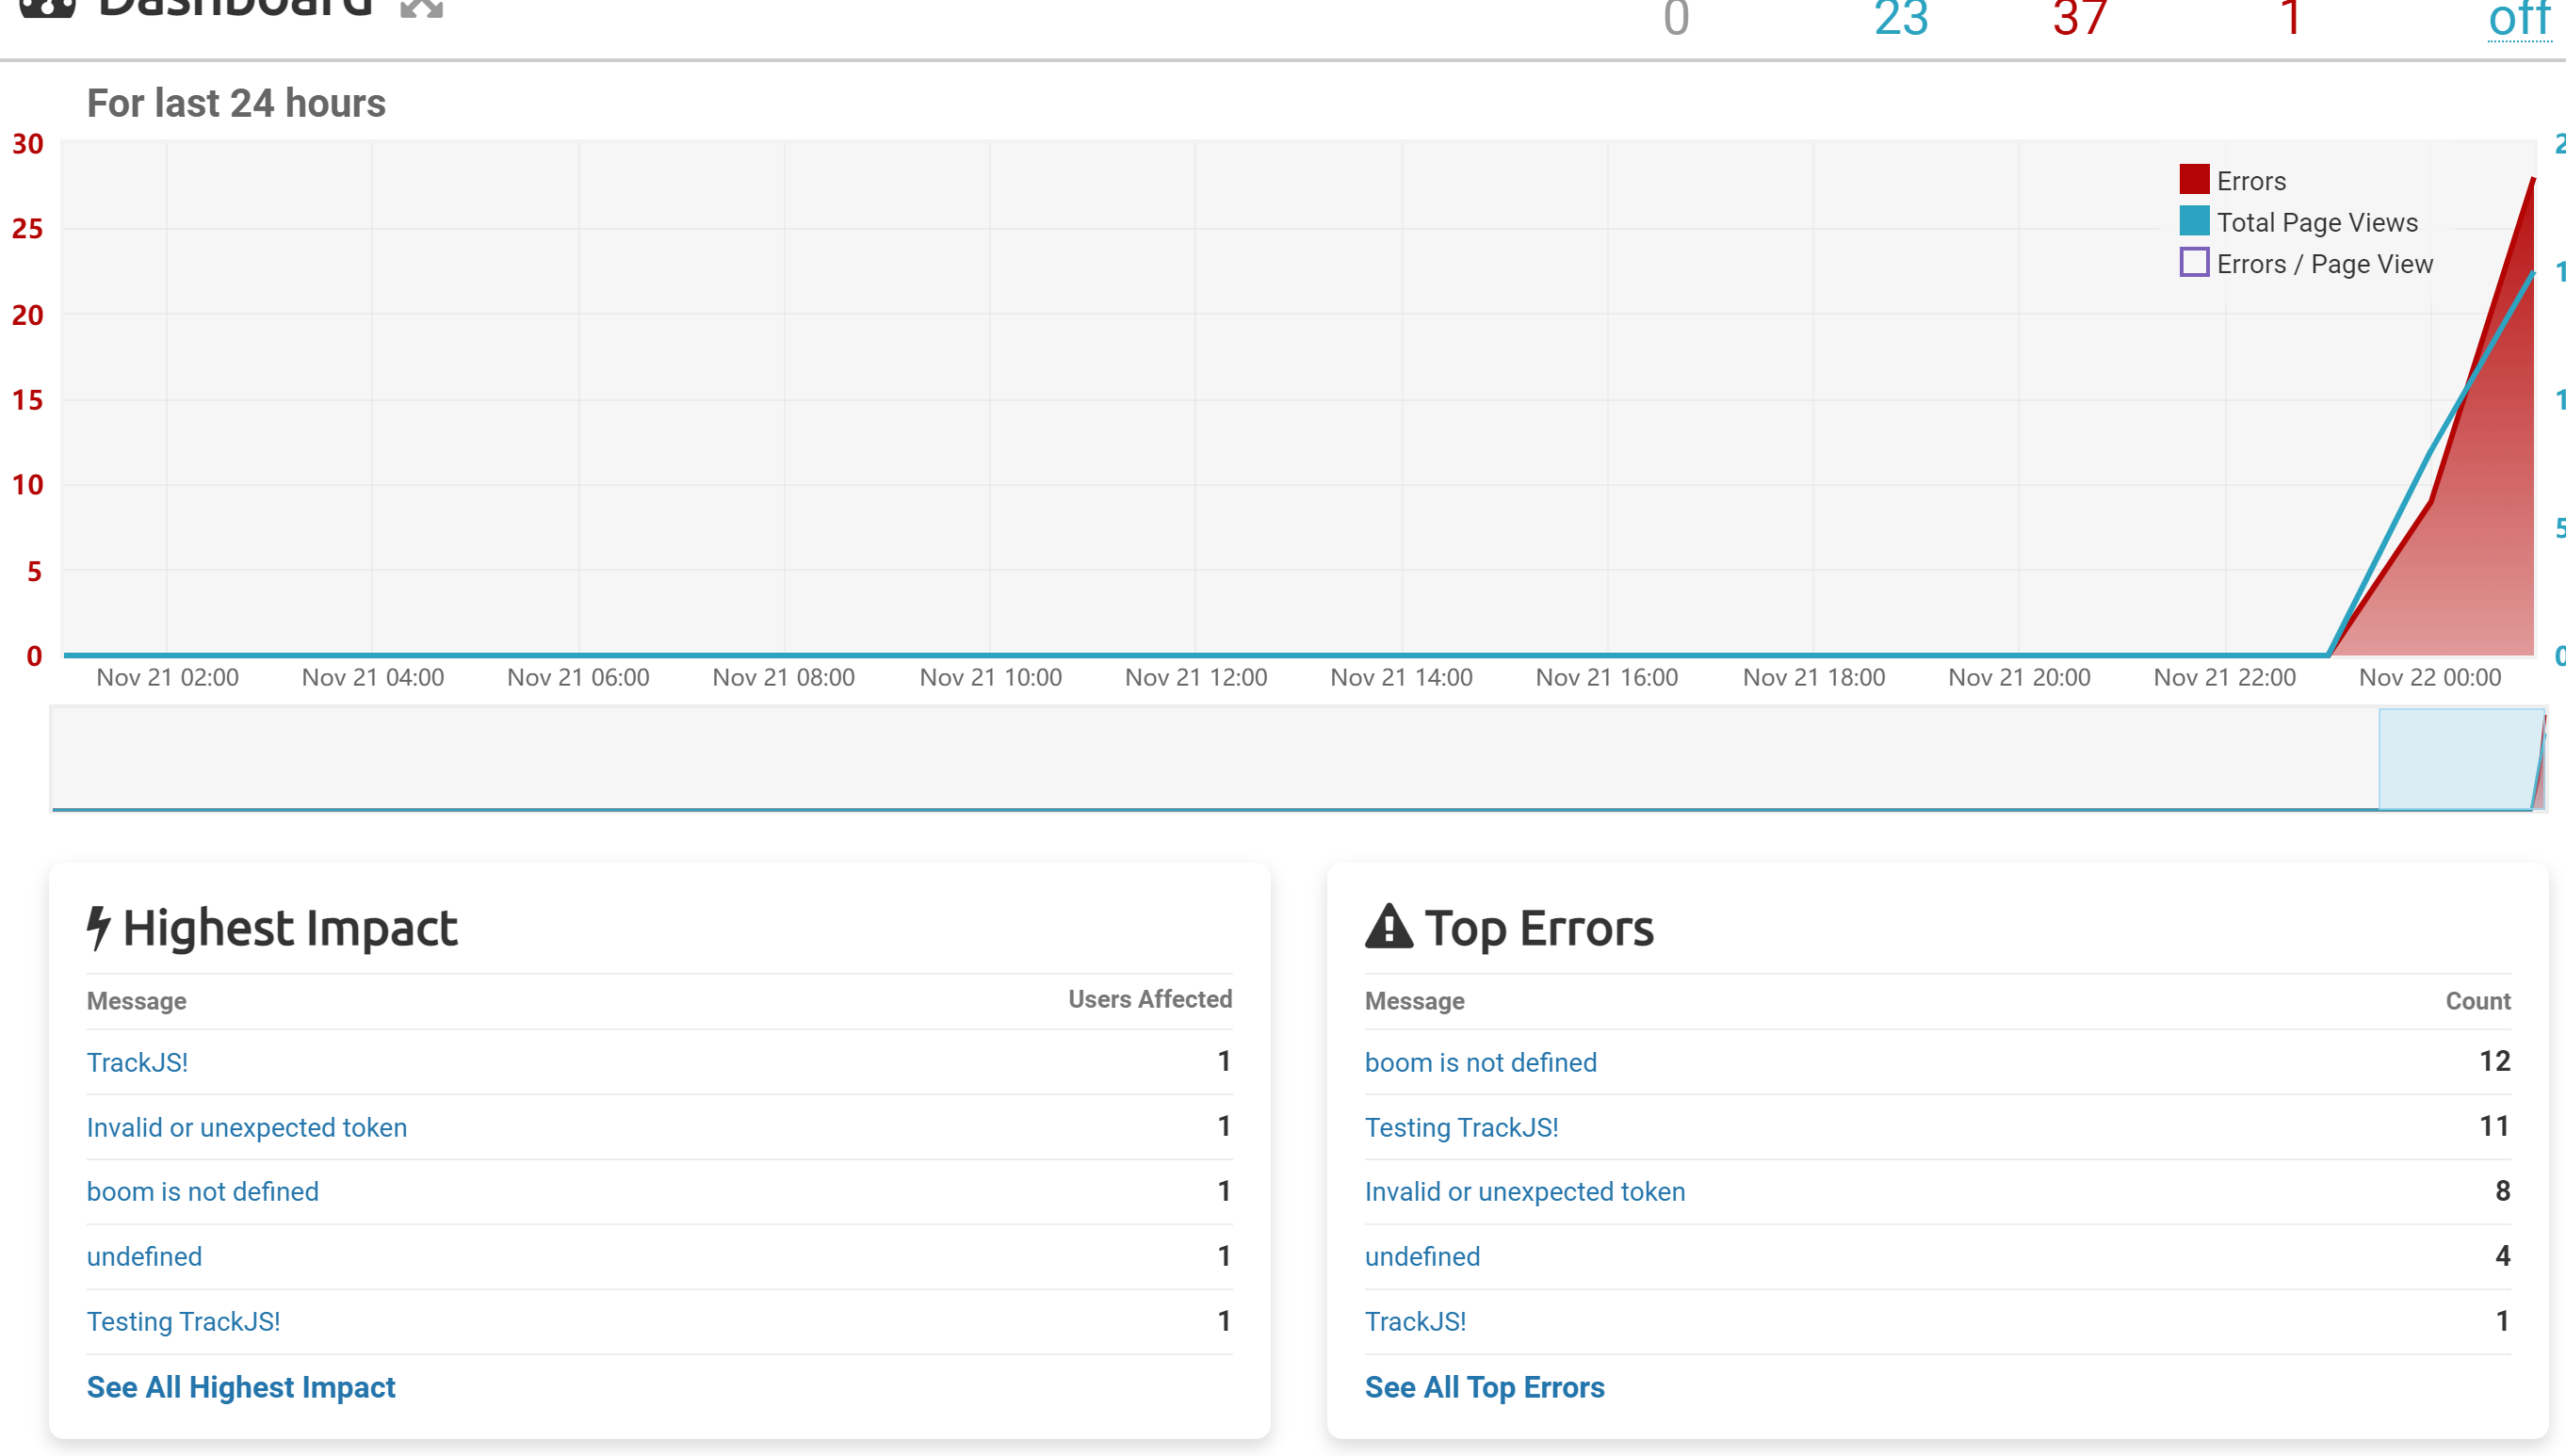 Dashboard 0 23 37 1 off
For last 24 hours
30
25
20
15
10
5
0
Errors
Total Page Views
Errors / Page View
5
0
Nov 21 02:00 Nov 21 04:00 Nov 21 06:00 Nov 21 08:00 Nov 21 10:00 Nov 21 12:00 Nov 21 14:00 Nov 21 16:00 Nov 21 18:00 Nov 21 20:00 Nov 21 22:00 Nov 22 00:00
Highest Impact
Message Users Affected
TrackJS! 1
Invalid or unexpected token 1
boom is not defined 1
undefined 1
Testing TrackJS! 1
See All Highest Impact
Top Errors
Message Count
boom is not defined 12
Testing TrackJS! 11
Invalid or unexpected token 8
undefined 4
TrackJS! 1
See All Top Errors